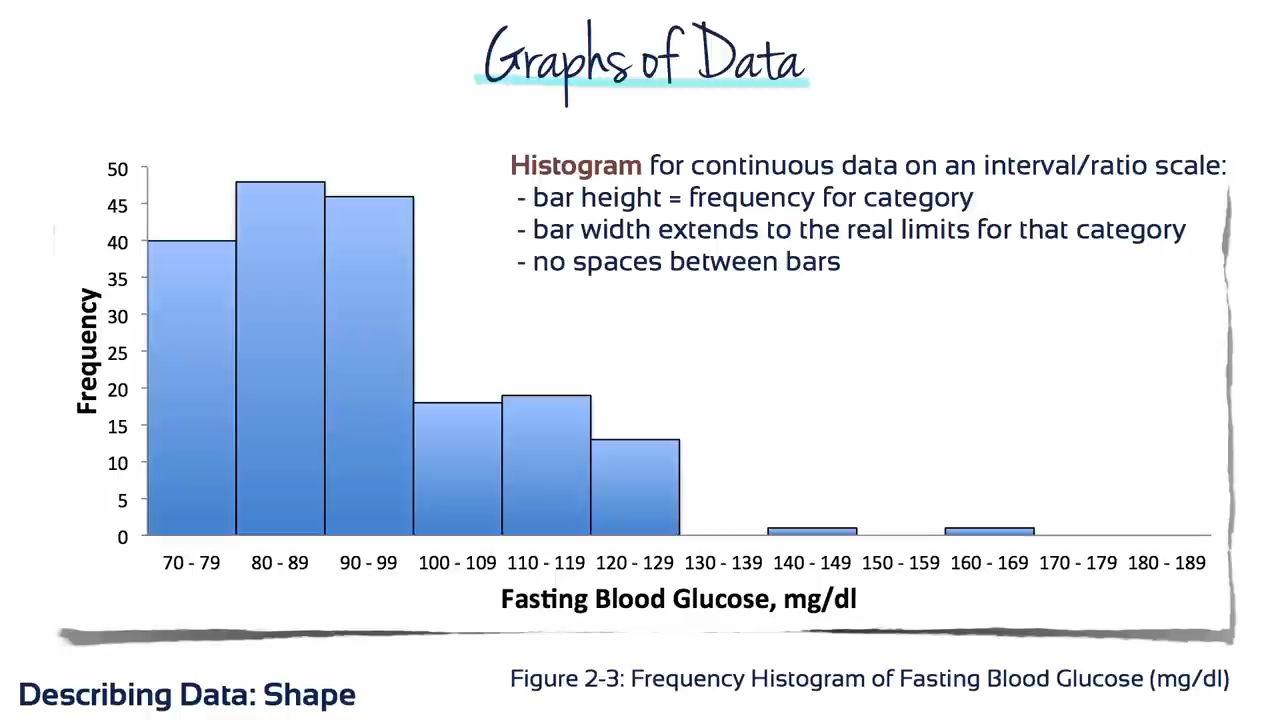 Graphs of Data
Histogram for continuous data on an interval/ratio scale:
- bar height = frequency for category
- bar width extends to the real limits for that category
- no spaces between bars
50
45
40
35
30
25
20
15
10
5
0
Frequency
70 - 79 80 - 89 90 - 99 100 - 109 110 - 119 120 - 129 130 - 139 140 - 149 150 - 159 160 - 169 170 - 179 180 - 189
Fasting Blood Glucose, mg/dl
Figure 2-3: Frequency Histogram of Fasting Blood Glucose (mg/dl)
Describing Data: Shape